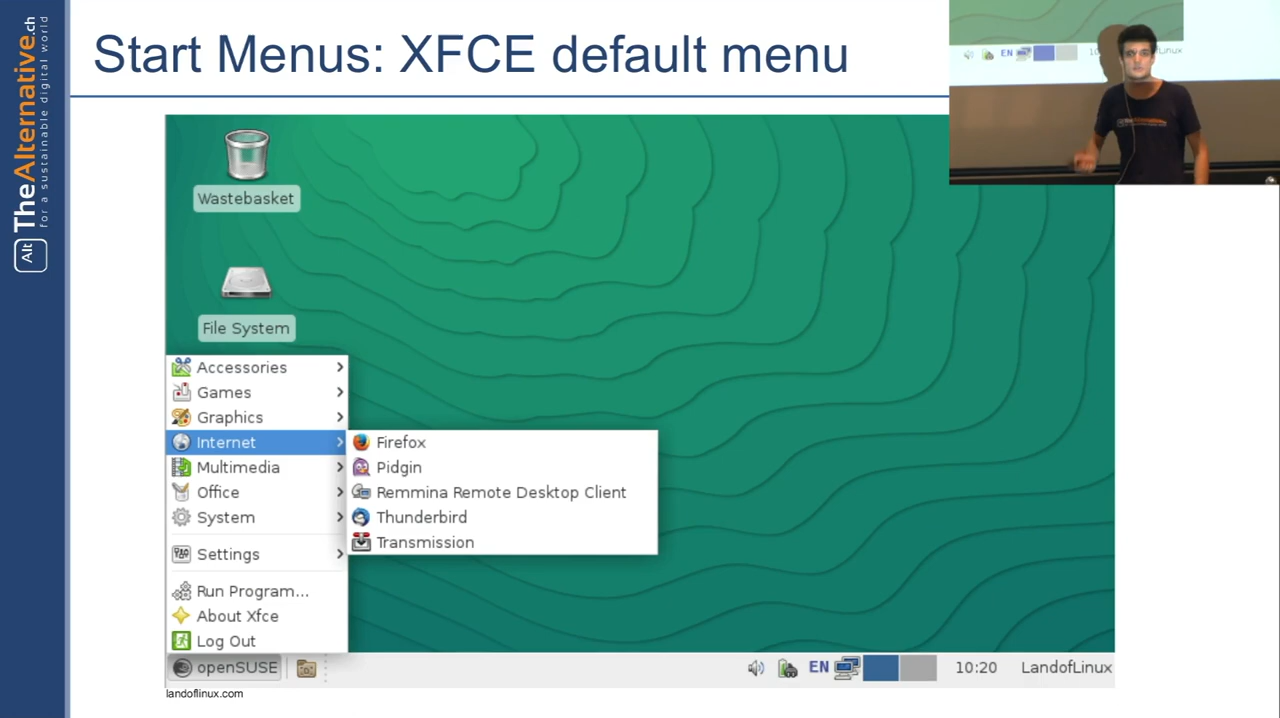 Start Menus: XFCE default menu
Alt TheAlternative.ch
for a sustainable digital world
EN
Wastebasket
File System
Accessories
Games
Graphics
Internet
Multimedia
Office
System
Settings
Run Program...
About Xfce
Log Out
Firefox
Pidgin
Remmina Remote Desktop Client
Thunderbird
Transmission
openSUSE
EN
10:20
LandofLinux
landoflinux.com